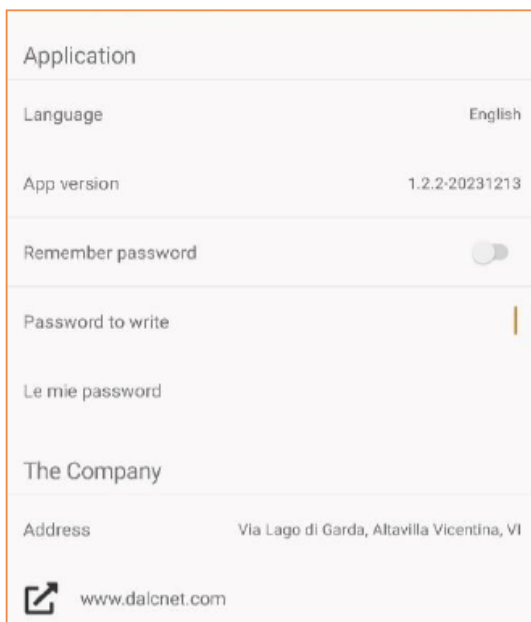 Application
Language English
App version 1.2.2-20231213
Remember password
Password to write
Le mie password
The Company
Address Via Lago di Garda, Altavilla Vicentina, VI
www.dalcnet.com